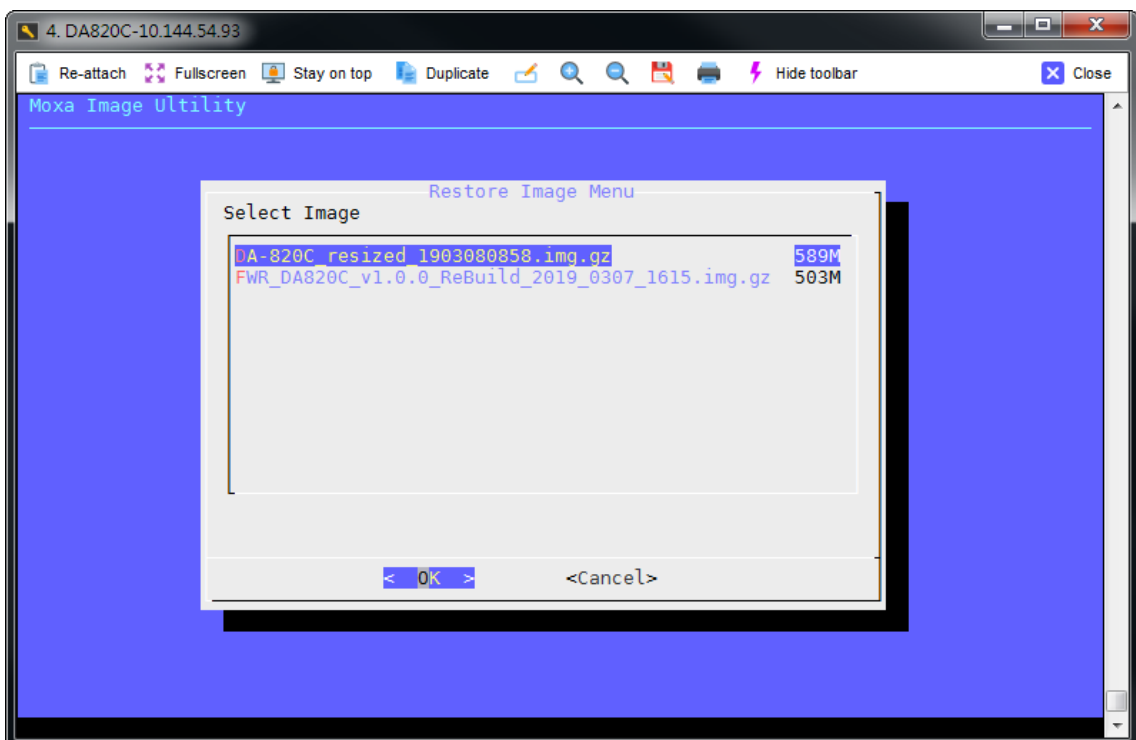 4. DA820C-10.144.54.93
Re-attach Fullscreen Stay on top Duplicate Hide toolbar Close
Moxa Image Ultility
Restore Image Menu
Select Image
DA-820C_resized_1903080858.img.gz 589M
FWR_DA820C_v1.0.0_ReBuild_2019_0307_1615.img.gz 503M
< OK > <Cancel>